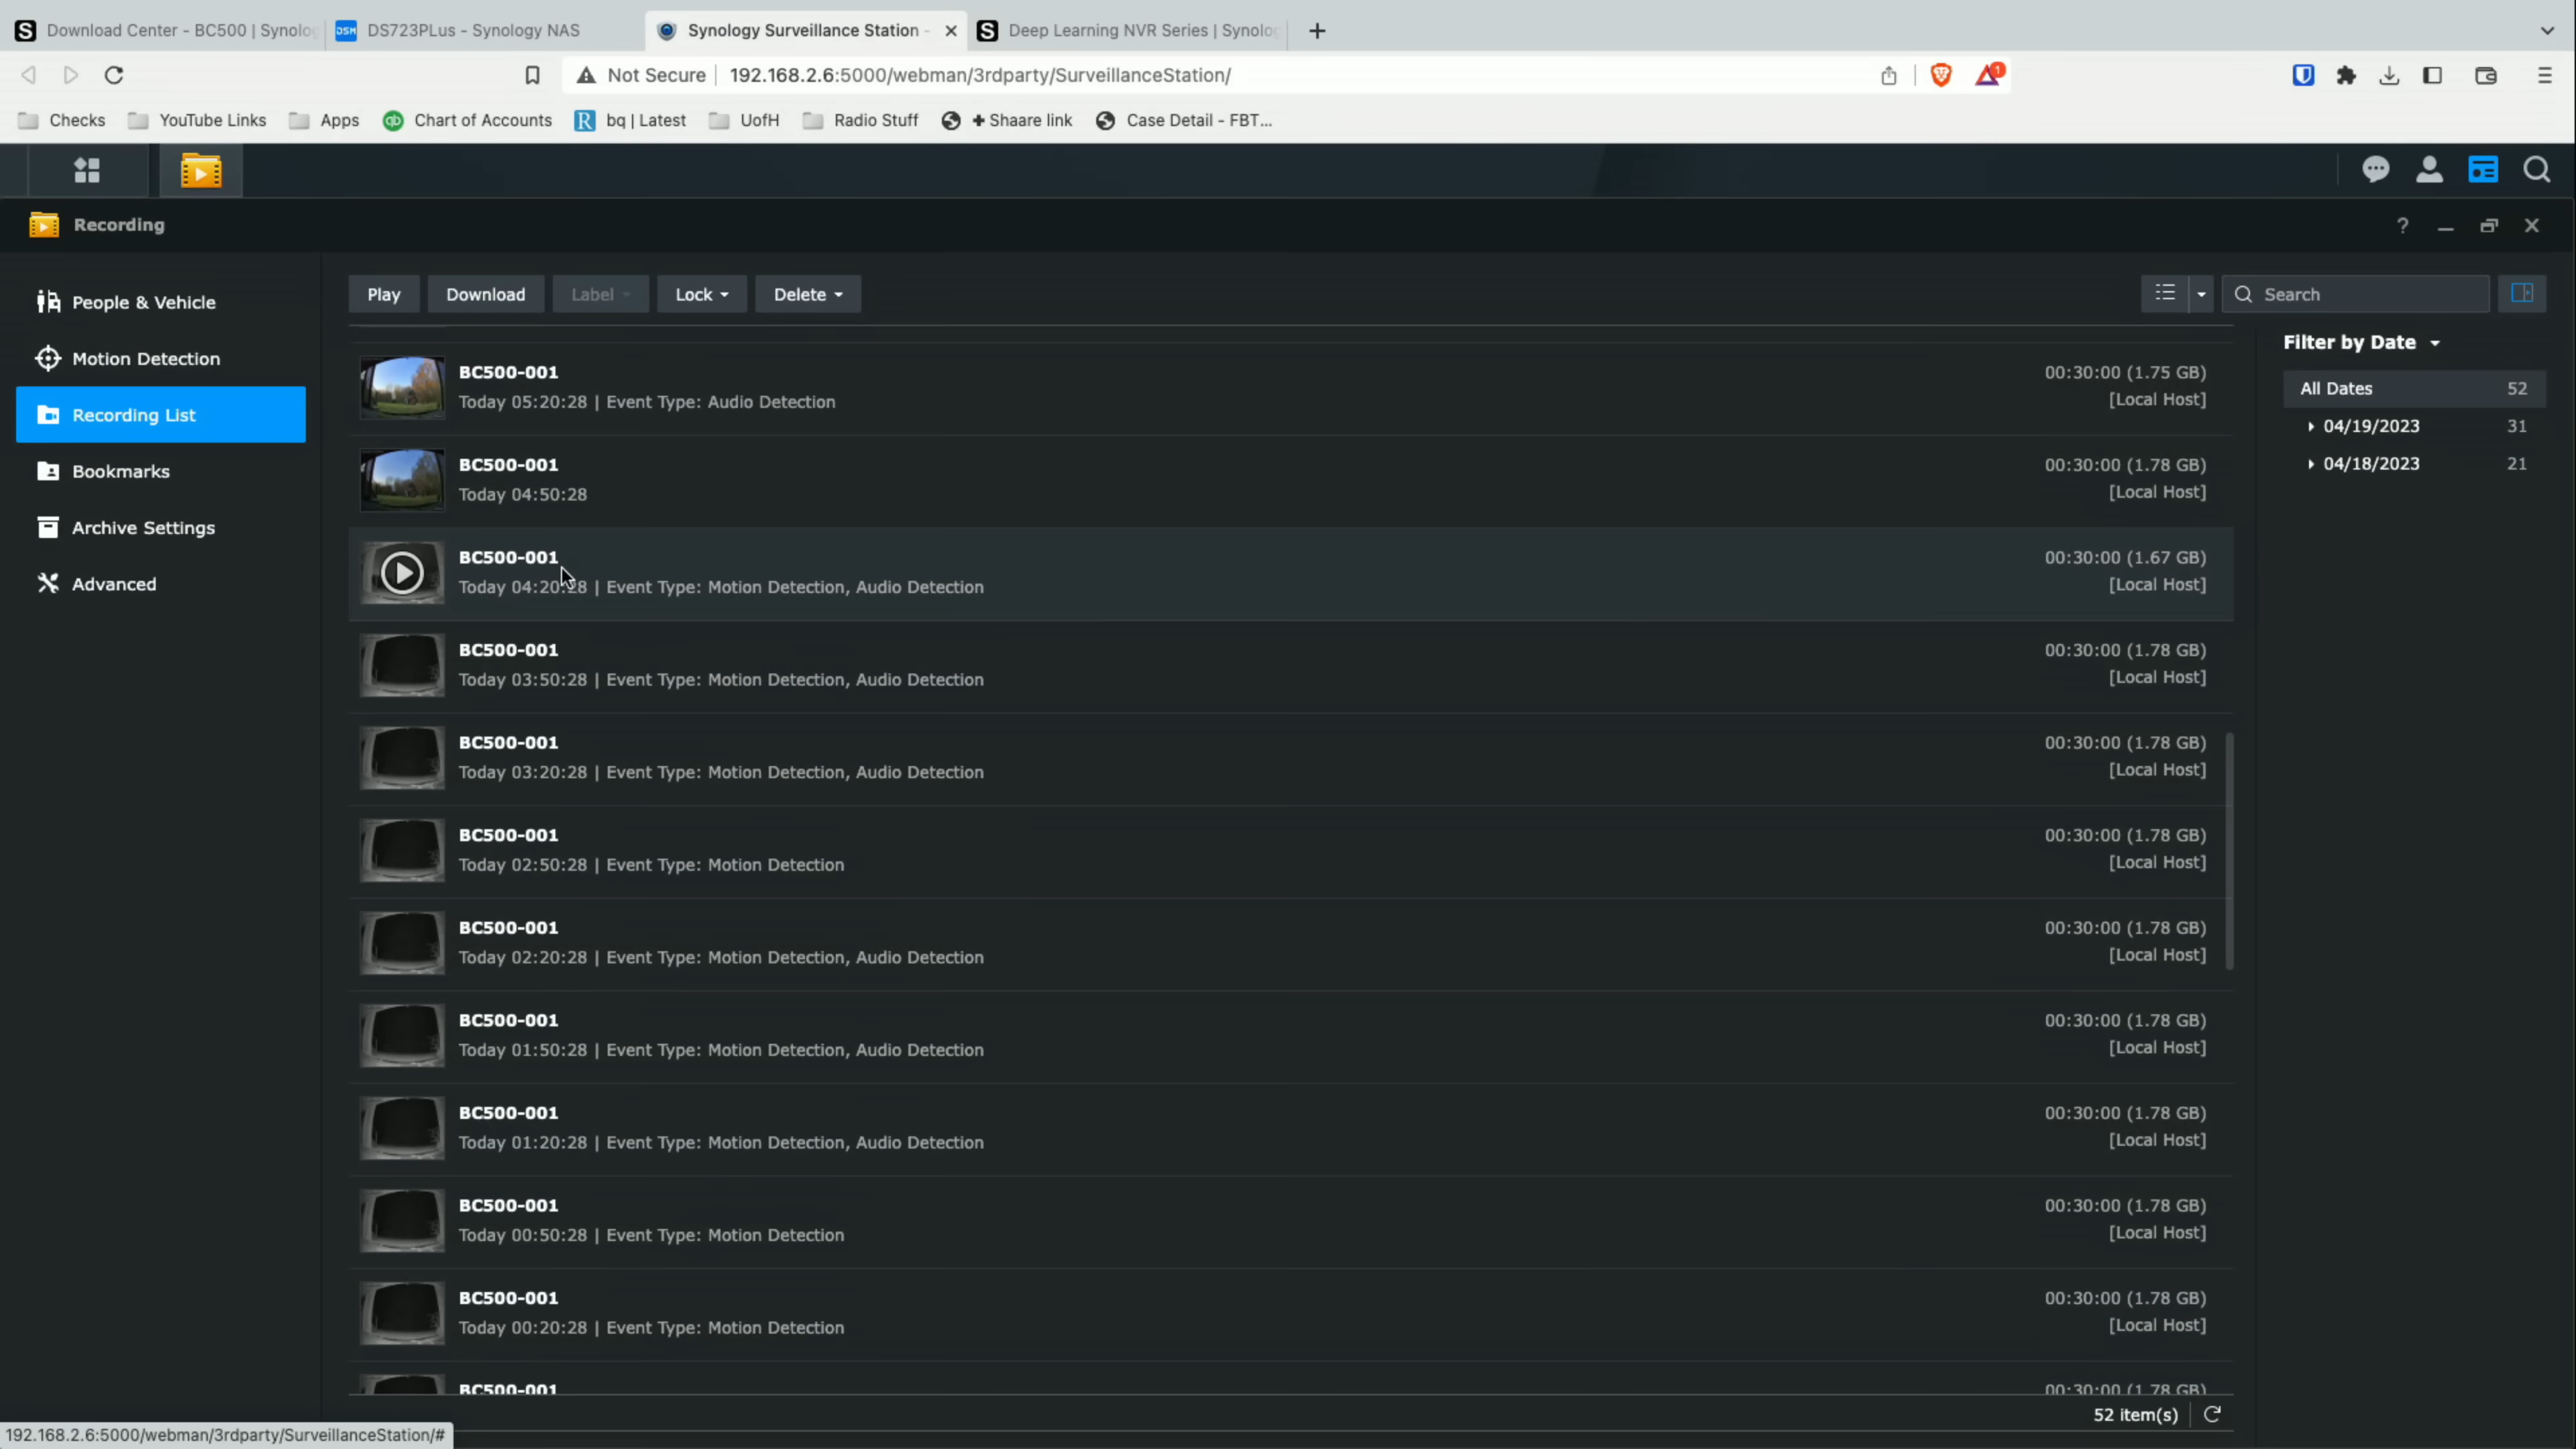 Download Center - BC500 | Synolog
DS723PLus - Synology NAS
Synology Surveillance Station -
Deep Learning NVR Series | Synolog
Not Secure
192.168.2.6:5000/webman/3rdparty/SurveillanceStation/
1
Checks
YouTube Links
Apps
Chart of Accounts
bq | Latest
UofH
Radio Stuff
+ Shaare link
Case Detail - FBT...
Recording
?
People & Vehicle
Motion Detection
Recording List
Bookmarks
Archive Settings
Advanced
Play
Download
Label
Lock
Delete
Search
BC500-001
00:30:00 (1.75 GB)
Today 05:20:28 | Event Type: Audio Detection
[Local Host]
BC500-001
00:30:00 (1.78 GB)
Today 04:50:28
[Local Host]
BC500-001
00:30:00 (1.67 GB)
Today 04:20:28 | Event Type: Motion Detection, Audio Detection
[Local Host]
BC500-001
00:30:00 (1.78 GB)
Today 03:50:28 | Event Type: Motion Detection, Audio Detection
[Local Host]
BC500-001
00:30:00 (1.78 GB)
Today 03:20:28 | Event Type: Motion Detection, Audio Detection
[Local Host]
BC500-001
00:30:00 (1.78 GB)
Today 02:50:28 | Event Type: Motion Detection
[Local Host]
BC500-001
00:30:00 (1.78 GB)
Today 02:20:28 | Event Type: Motion Detection, Audio Detection
[Local Host]
BC500-001
00:30:00 (1.78 GB)
Today 01:50:28 | Event Type: Motion Detection, Audio Detection
[Local Host]
BC500-001
00:30:00 (1.78 GB)
Today 01:20:28 | Event Type: Motion Detection, Audio Detection
[Local Host]
BC500-001
00:30:00 (1.78 GB)
Today 00:50:28 | Event Type: Motion Detection
[Local Host]
BC500-001
00:30:00 (1.78 GB)
Today 00:20:28 | Event Type: Motion Detection
[Local Host]
BC500-001
00:30:00 (1.78 GB)
52 item(s)
Filter by Date
All Dates 52
04/19/2023 31
04/18/2023 21
192.168.2.6:5000/webman/3rdparty/SurveillanceStation/#